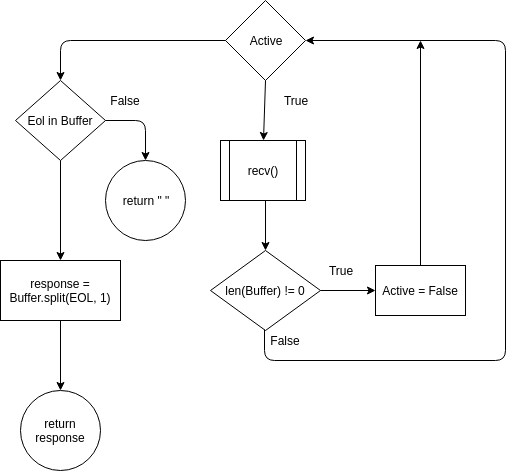 Active
True
False
Eol in Buffer
recv()
return " "
True
response =
Buffer.split(EOL, 1)
len(Buffer) != 0
Active = False
False
return
response